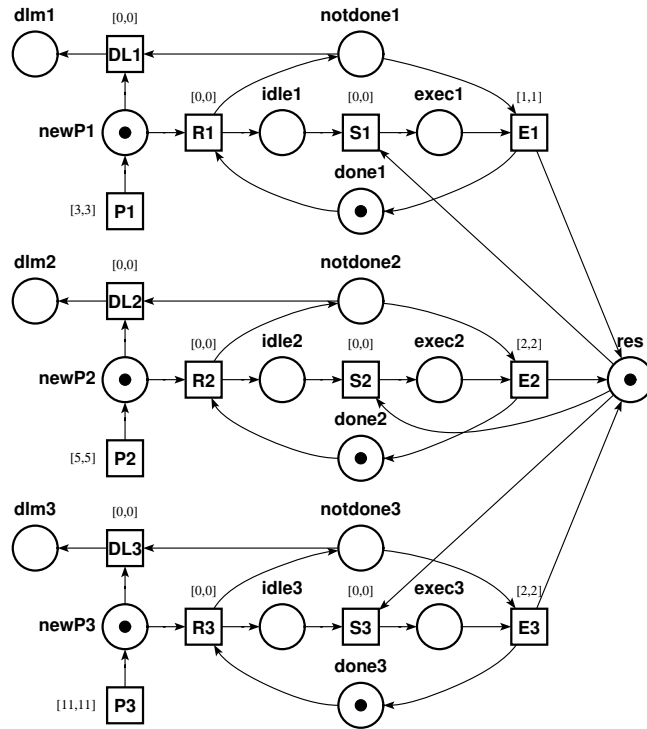 dlm1 [0,0] notdone1
DL1
[0,0] idle1 [0,0] exec1 [1,1]
newP1 R1 S1 E1
done1
[3,3] P1
dlm2 [0,0] notdone2
DL2
[0,0] idle2 [0,0] exec2 [2,2] res
newP2 R2 S2 E2
done2
[5,5] P2
dlm3 [0,0] notdone3
DL3
[0,0] idle3 [0,0] exec3 [2,2]
newP3 R3 S3 E3
done3
[11,11] P3